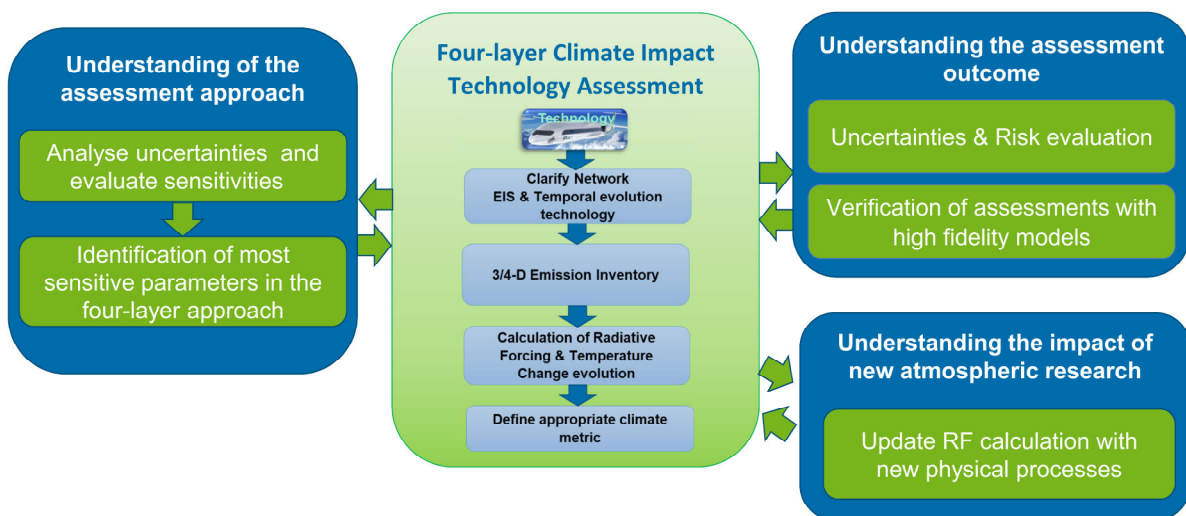 Understanding of the
assessment approach
Analyse uncertainties and
evaluate sensitivities
Identification of most
sensitive parameters in the
four-layer approach
Four-layer Climate Impact
Technology Assessment
Technology
Clarify Network
EIS & Temporal evolution
technology
3/4-D Emission Inventory
Calculation of Radiative
Forcing & Temperature
Change evolution
Define appropriate climate
metric
Understanding the assessment
outcome
Uncertainties & Risk evaluation
Verification of assessments with
high fidelity models
Understanding the impact of
new atmospheric research
Update RF calculation with
new physical processes